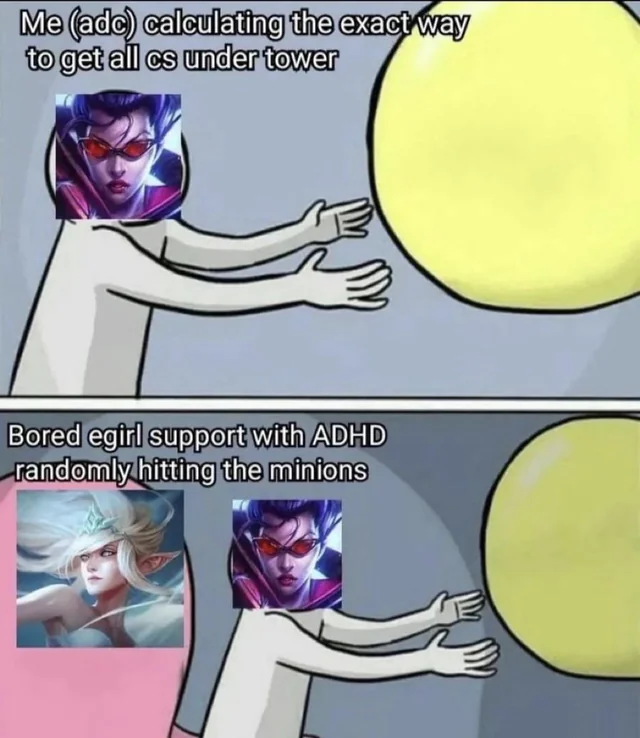 Me (adc) calculating the exact way
to get all cs under tower
Bored egirl support with ADHD
randomly hitting the minions